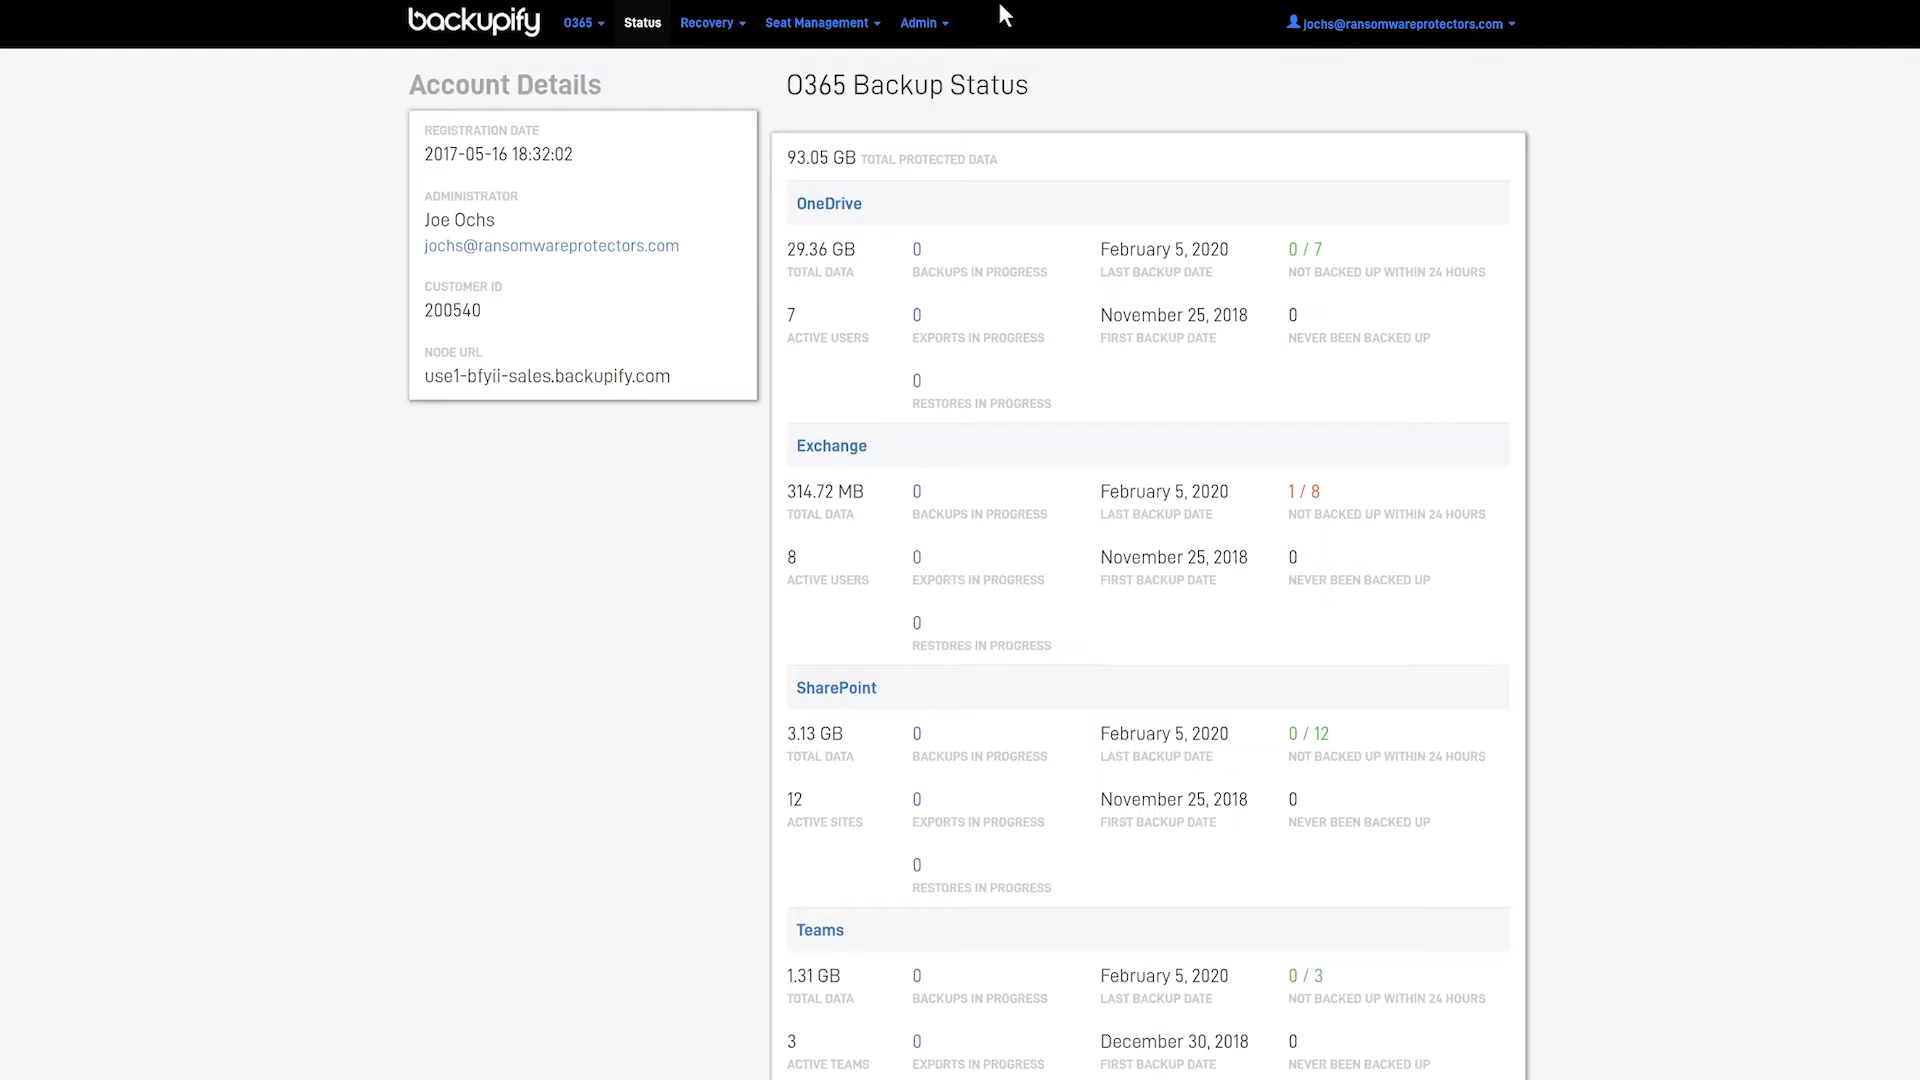 backupify O365 Status Recovery Seat Management Admin jochs@ransomwareprotectors.com
Account Details
REGISTRATION DATE
2017-05-16 18:32:02
ADMINISTRATOR
Joe Ochs
jochs@ransomwareprotectors.com
CUSTOMER ID
200540
NODE URL
use1-bfyii-sales.backupify.com
O365 Backup Status
93.05 GB TOTAL PROTECTED DATA
OneDrive
29.36 GB 0 February 5, 2020 0 / 7
TOTAL DATA BACKUPS IN PROGRESS LAST BACKUP DATE NOT BACKED UP WITHIN 24 HOURS
7 0 November 25, 2018 0
ACTIVE USERS EXPORTS IN PROGRESS FIRST BACKUP DATE NEVER BEEN BACKED UP
0
RESTORES IN PROGRESS
Exchange
314.72 MB 0 February 5, 2020 1 / 8
TOTAL DATA BACKUPS IN PROGRESS LAST BACKUP DATE NOT BACKED UP WITHIN 24 HOURS
8 0 November 25, 2018 0
ACTIVE USERS EXPORTS IN PROGRESS FIRST BACKUP DATE NEVER BEEN BACKED UP
0
RESTORES IN PROGRESS
SharePoint
3.13 GB 0 February 5, 2020 0 / 12
TOTAL DATA BACKUPS IN PROGRESS LAST BACKUP DATE NOT BACKED UP WITHIN 24 HOURS
12 0 November 25, 2018 0
ACTIVE SITES EXPORTS IN PROGRESS FIRST BACKUP DATE NEVER BEEN BACKED UP
0
RESTORES IN PROGRESS
Teams
1.31 GB 0 February 5, 2020 0 / 3
TOTAL DATA BACKUPS IN PROGRESS LAST BACKUP DATE NOT BACKED UP WITHIN 24 HOURS
3 0 December 30, 2018 0
ACTIVE TEAMS EXPORTS IN PROGRESS FIRST BACKUP DATE NEVER BEEN BACKED UP